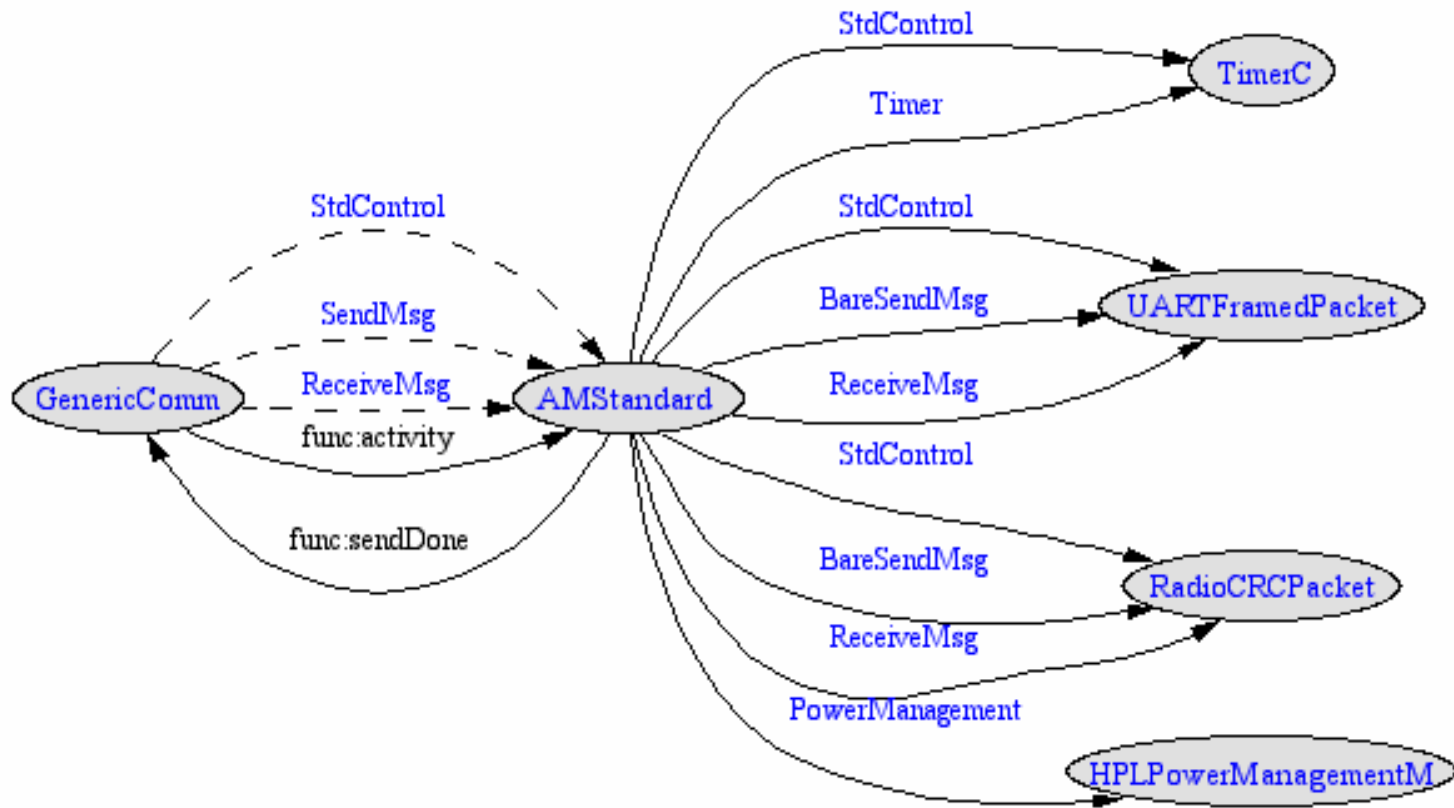 StdControl
TimerC
Timer
StdControl
StdControl
BareSendMsg
UARTFramedPacket
SendMsg
ReceiveMsg
ReceiveMsg
GenericComm
AMStandard
func:activity
StdControl
func:sendDone
BareSendMsg
RadioCRCPacket
ReceiveMsg
PowerManagement
HPLPowerManagementM